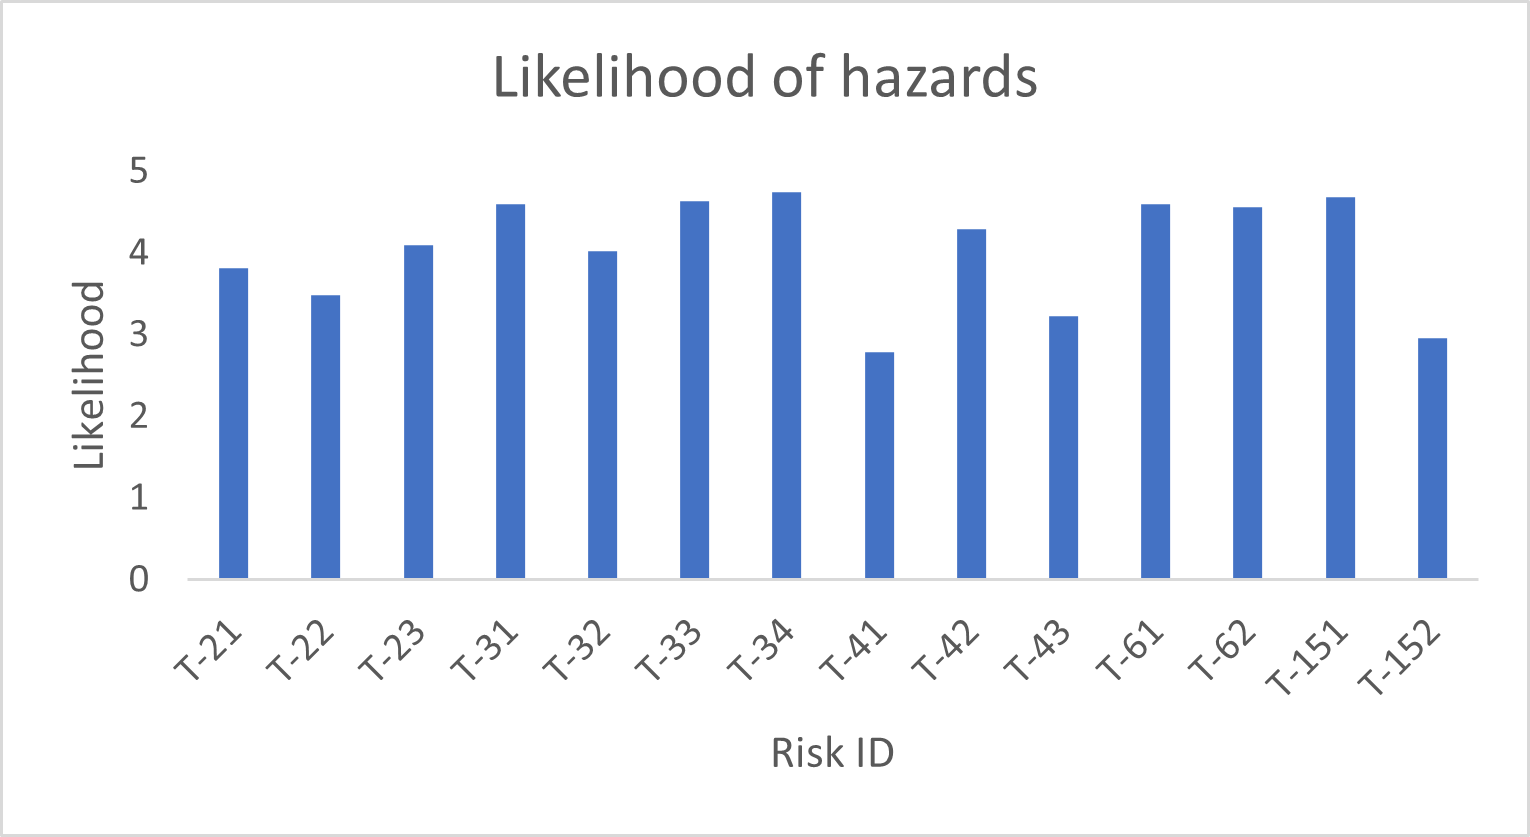 Likelihood of hazards
Likelihood
5
4
3
2
1
0
T-21
T-22
T-23
T-31
T-32
T-33
T-34
T-41
T-42
T-43
T-61
T-62
T-151
T-152
Risk ID